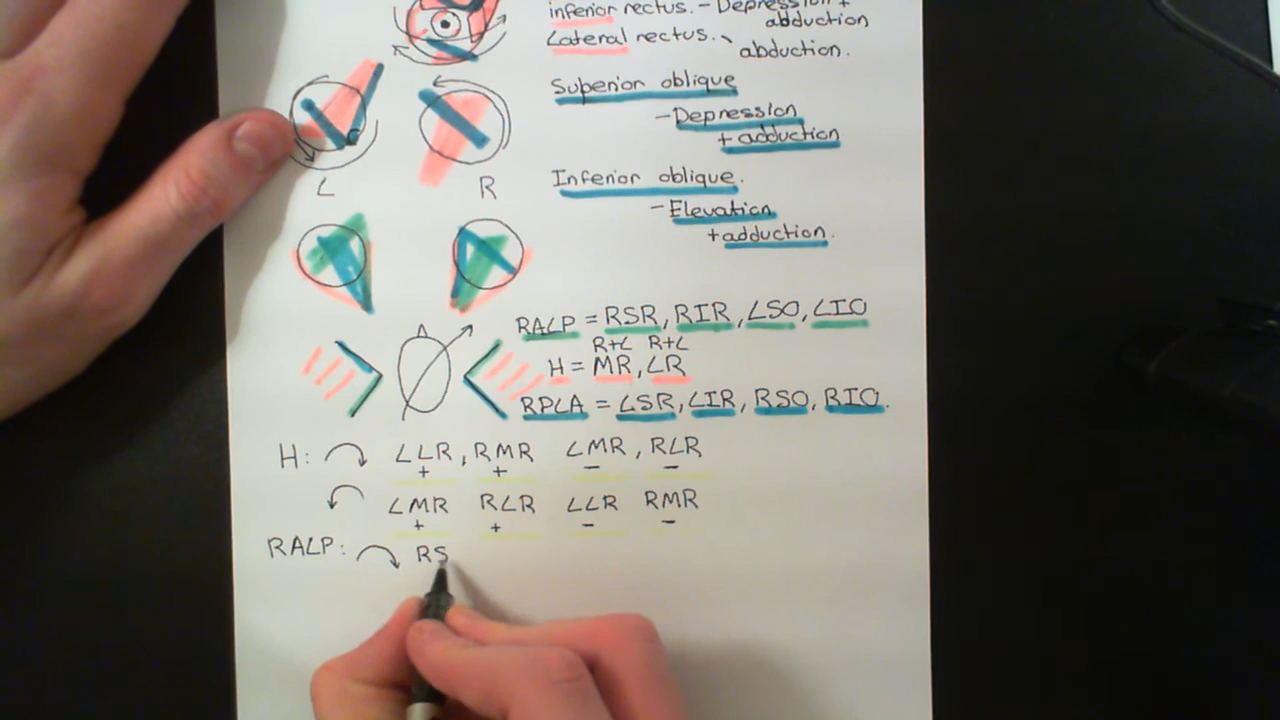 inferior rectus. - Depression +
abduction
Lateral rectus. abduction.
Superior oblique
- Depression
+ adduction
L R
Inferior oblique.
- Elevation
+ adduction.
A
RALP = RSR, RIR, LSO, LIO
R+L R+L
H = MR, LR
RPLA = LSR, LIR, RSO, RIO.
H: LLR, RMR LMR, RLR
+ + - -
LMR RLR LLR RMR
+ + - -
RALP: RS